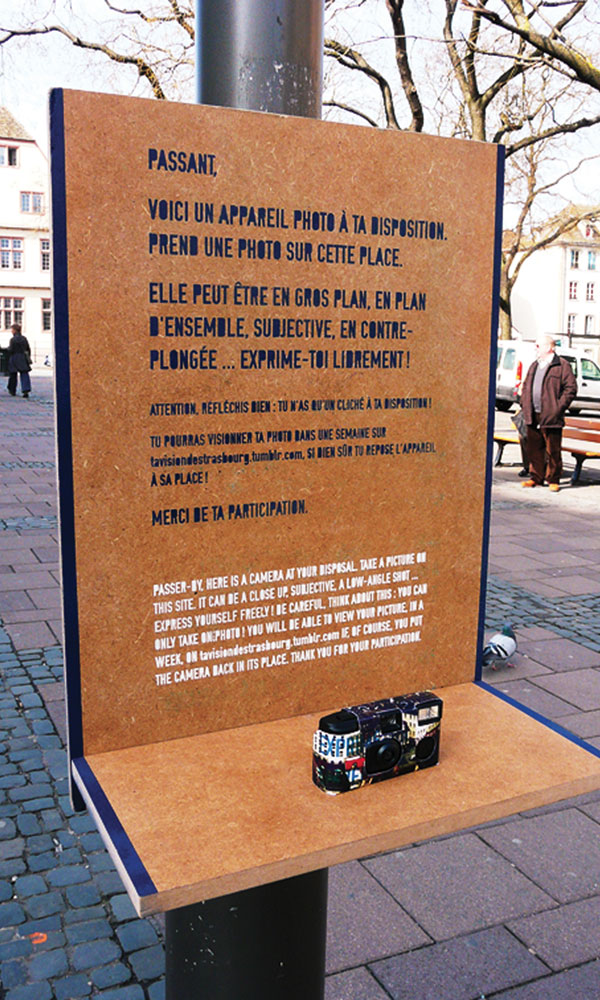 PASSANT,
VOICI UN APPAREIL PHOTO À TA DISPOSITION.
PREND UNE PHOTO SUR CETTE PLACE.
ELLE PEUT ÊTRE EN GROS PLAN, EN PLAN
D'ENSEMBLE, SUBJECTIVE, EN CONTRE-
PLONGÉE ... EXPRIME-TOI LIBREMENT !
ATTENTION, RÉFLÉCHIS BIEN : TU N'AS QU'UN CLICHÉ À TA DISPOSITION !
TU POURRAS VISIONNER TA PHOTO DANS UNE SEMAINE SUR
tavisiondestrasbourg.tumblr.com, SI BIEN SÛR TU REPOSE L'APPAREIL
À SA PLACE !
MERCI DE TA PARTICIPATION.
PASSER-BY, HERE IS A CAMERA AT YOUR DISPOSAL. TAKE A PICTURE ON
THIS SITE. IT CAN BE A CLOSE UP, SUBJECTIVE, A LOW-ANGLE SHOT ...
EXPRESS YOURSELF FREELY ! BE CAREFUL, THINK ABOUT THIS : YOU CAN
ONLY TAKE ONE PHOTO ! YOU WILL BE ABLE TO VIEW YOUR PICTURE, IN A
WEEK, ON tavisiondestrasbourg.tumblr.com IF OF COURSE, YOU PUT
THE CAMERA BACK IN ITS PLACE. THANK YOU FOR YOUR PARTICIPATION.